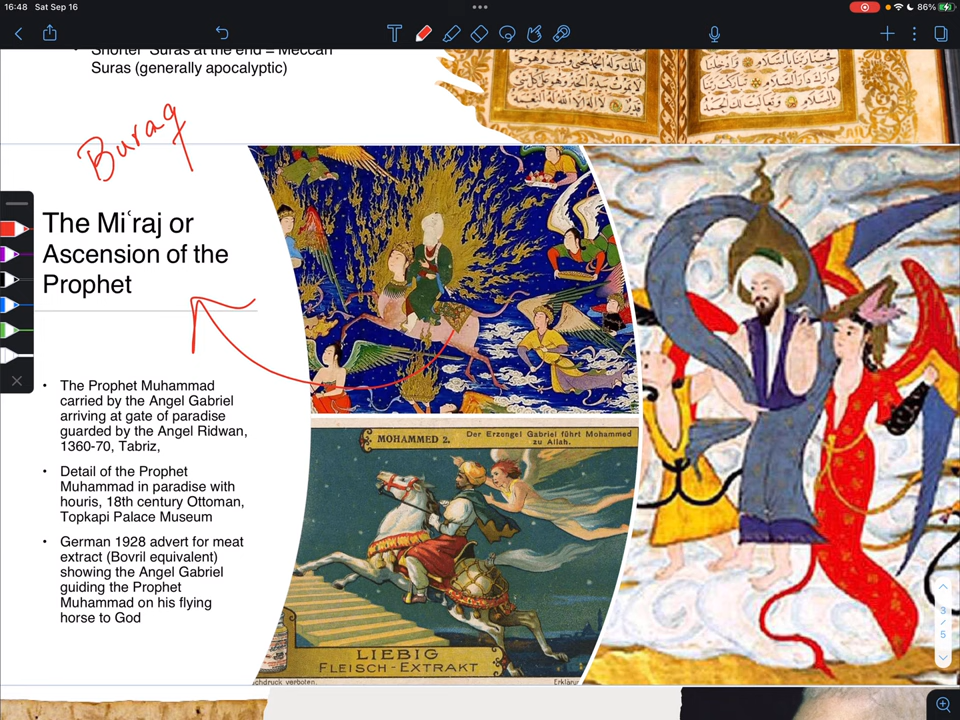 16:48 Sat Sep 16
86%
Shorter Suras at the end = Meccan
Suras (generally apocalyptic)
Buraq
The Miʿraj or
Ascension of the
Prophet
• The Prophet Muhammad
carried by the Angel Gabriel
arriving at gate of paradise
guarded by the Angel Ridwan,
1360-70, Tabriz,
• Detail of the Prophet
Muhammad in paradise with
houris, 18th century Ottoman,
Topkapi Palace Museum
• German 1928 advert for meat
extract (Bovril equivalent)
showing the Angel Gabriel
guiding the Prophet
Muhammad on his flying
horse to God
MOHAMMED 2.
Der Erzengel Gabriel führt Mohammed
zu Allah.
LIEBIG
FLEISCH-EXTRAKT
chdruck verboten.
Erklär
3
/
5